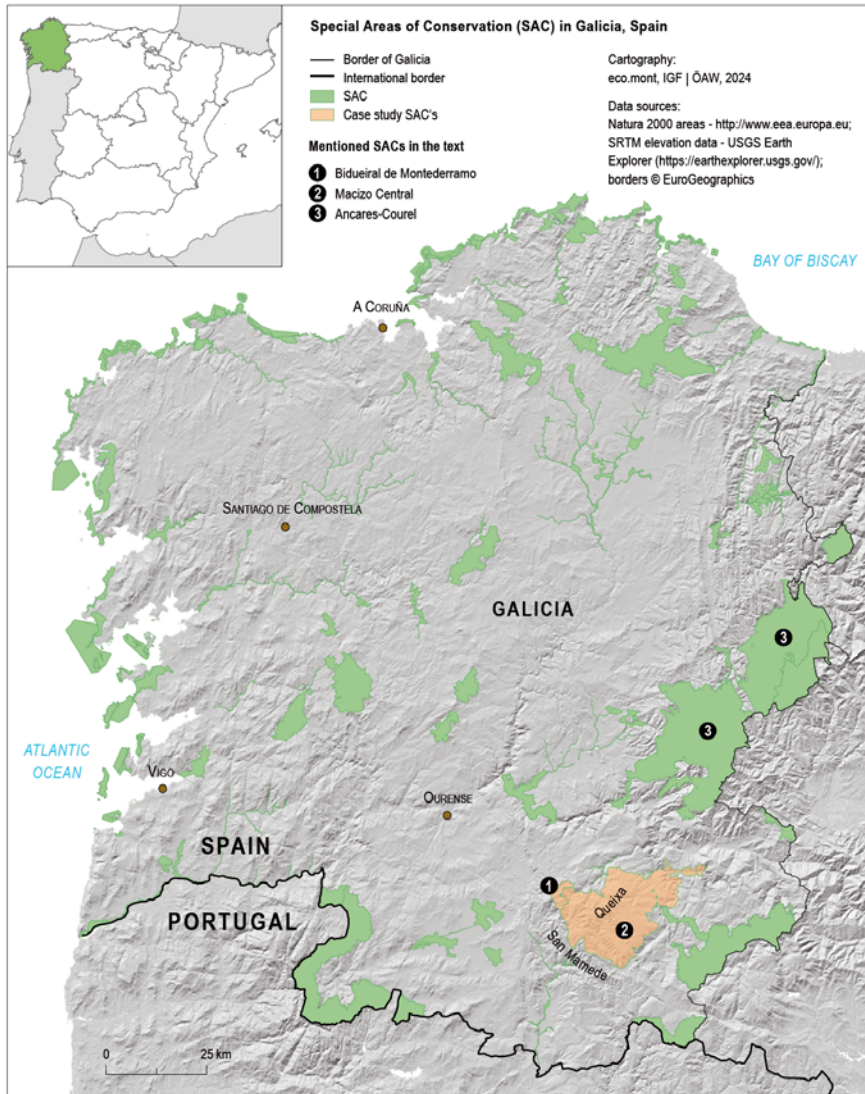 Special Areas of Conservation (SAC) in Galicia, Spain
Border of Galicia
International border
SAC
Case study SAC's
Mentioned SACs in the text
1 Bidueiral de Montederramo
2 Macizo Central
3 Ancares-Courel
Cartography:
eco.mont, IGF | ÖAW, 2024
Data sources:
Natura 2000 areas - http://www.eea.europa.eu;
SRTM elevation data - USGS Earth
Explorer (https://earthexplorer.usgs.gov/);
borders © EuroGeographics
BAY OF BISCAY
A CORUÑA
SANTIAGO DE COMPOSTELA
GALICIA
3
3
ATLANTIC
OCEAN
VIGO
OURENSE
SPAIN
1
Queixa
2
PORTUGAL
San Mamede
0 25 km